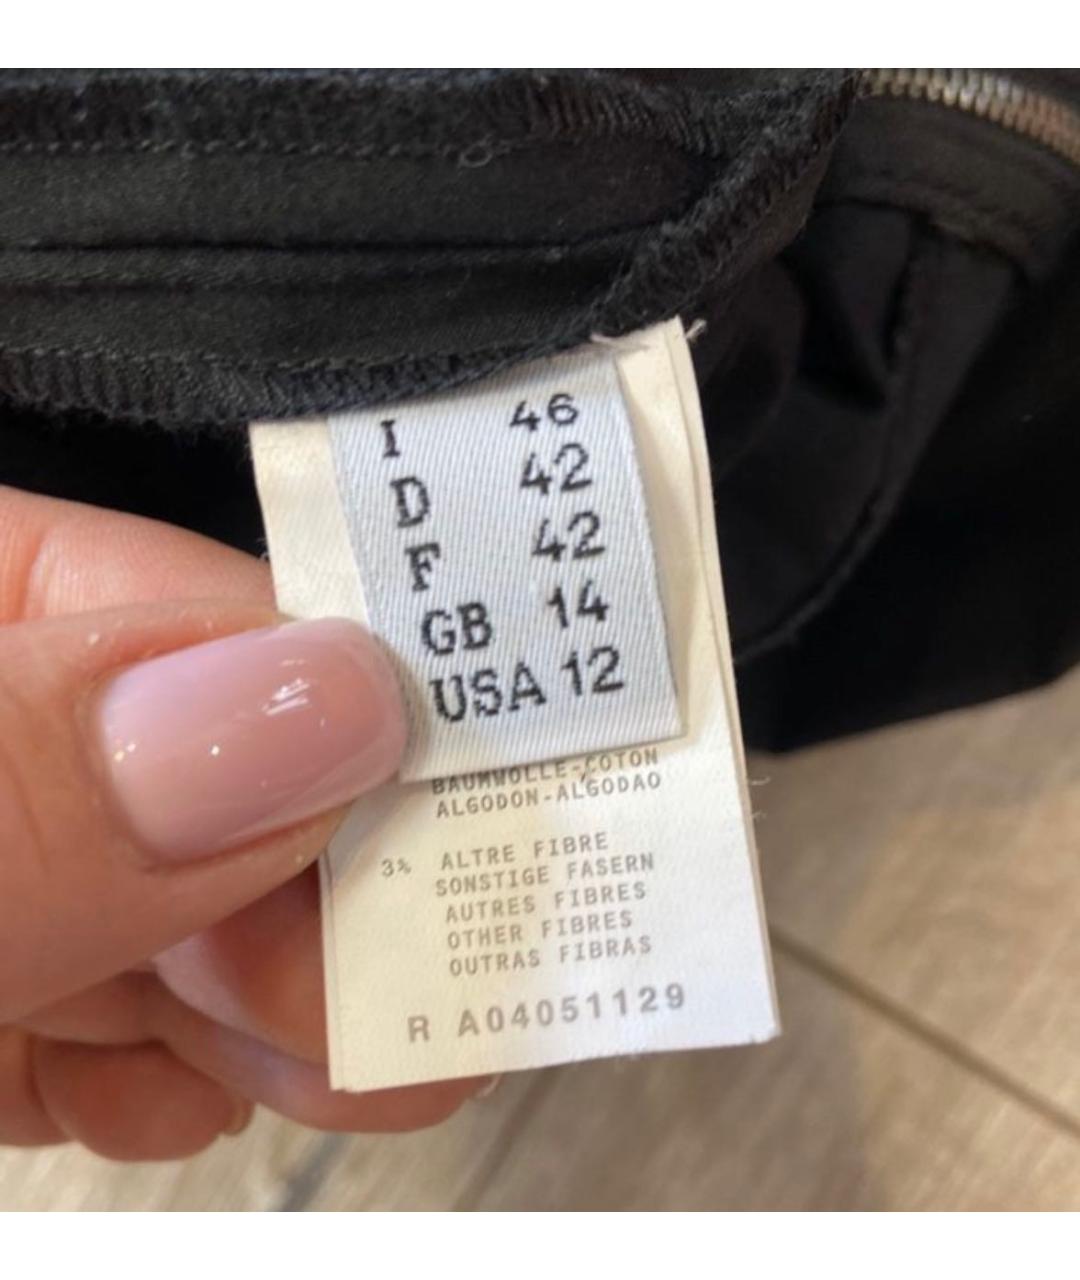 I 46
D 42
F 42
GB 14
USA 12
BAUMWOLLE-COTON
ALGODON-ALGODAO
3% ALTRE FIBRE
SONSTIGE FASERN
AUTRES FIBRES
OTHER FIBRES
OUTRAS FIBRAS
R A04051129